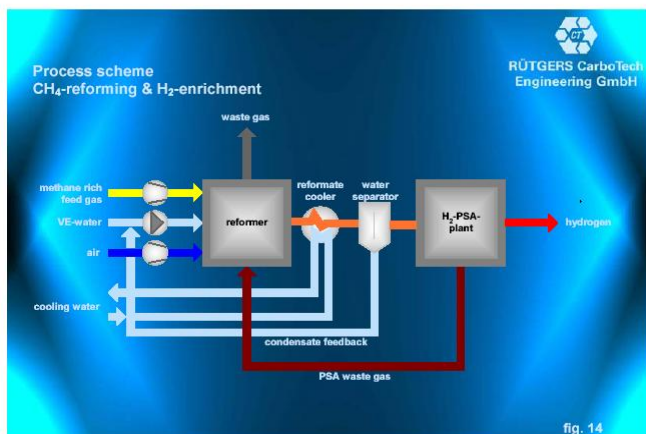 CT
RÜTGERS CarboTech
Engineering GmbH
Process scheme
CH₄-reforming & H₂-enrichment
waste gas
methane rich
feed gas
VE-water
air
cooling water
reformer
reformate
cooler
water
separator
H₂-PSA-
plant
hydrogen
condensate feedback
PSA waste gas
fig. 14